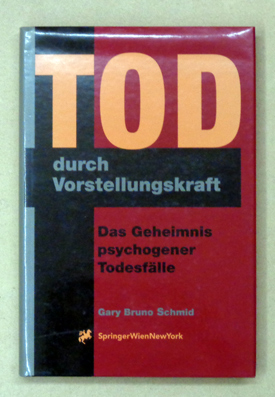 TOD
durch
Vorstellungskraft
Das Geheimnis
psychogener
Todesfälle
Gary Bruno Schmid
SpringerWienNewYork